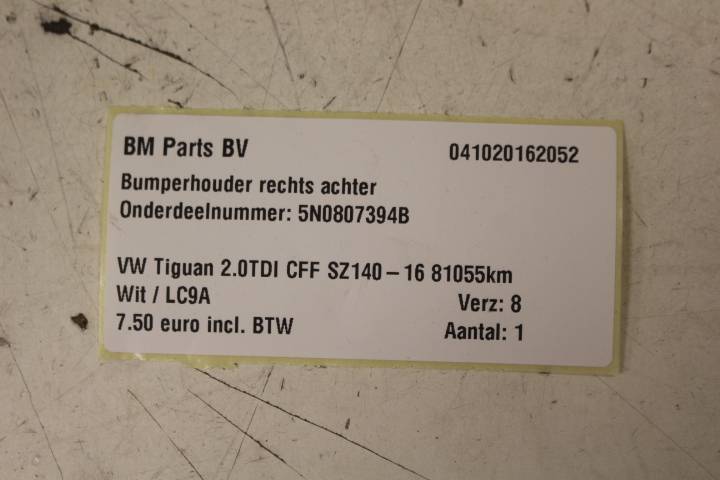 BM Parts BV 041020162052
Bumperhouder rechts achter
Onderdeelnummer: 5N0807394B
VW Tiguan 2.0TDI CFF SZ140 – 16 81055km
Wit / LC9A Verz: 8
7.50 euro incl. BTW Aantal: 1